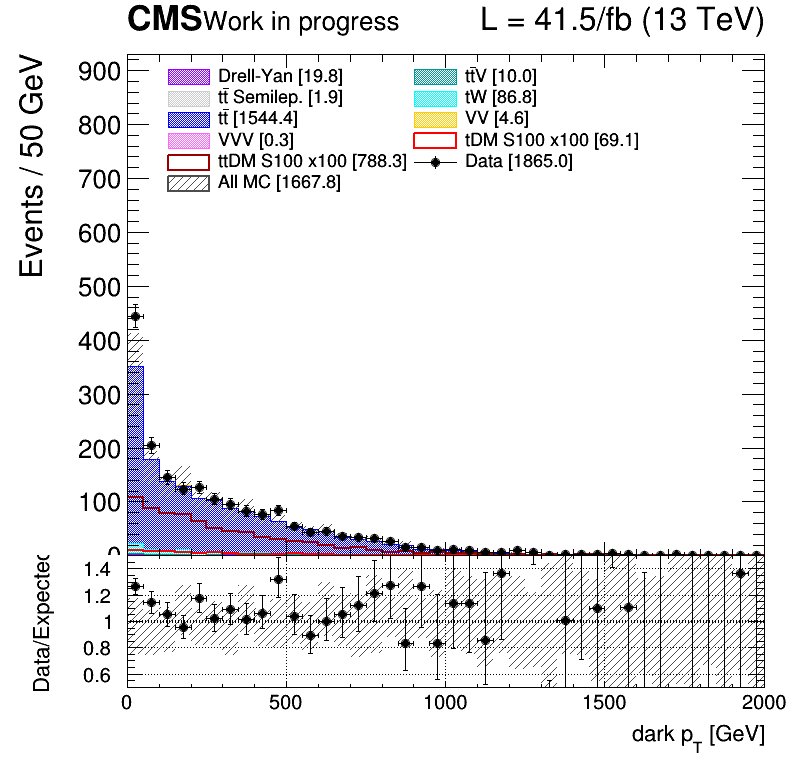 CMS Work in progress L = 41.5/fb (13 TeV)
Events / 50 GeV
900
800
700
600
500
400
300
200
100
0
Drell-Yan [19.8]
tt̄ Semilep. [1.9]
tt̄ [1544.4]
VVV [0.3]
ttDM S100 x100 [788.3]
All MC [1667.8]
tt̄V [10.0]
tW [86.8]
VV [4.6]
tDM S100 x100 [69.1]
Data [1865.0]
Data/Expected
1.4
1.2
1
0.8
0.6
0 500 1000 1500 2000
dark p_T [GeV]